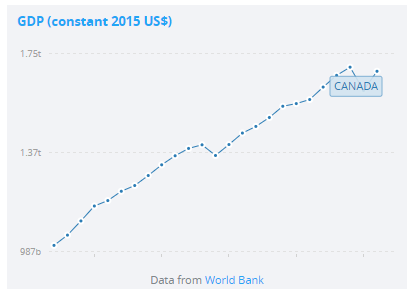 GDP (constant 2015 US$)
1.75t
CANADA
1.37t
987b
Data from World Bank